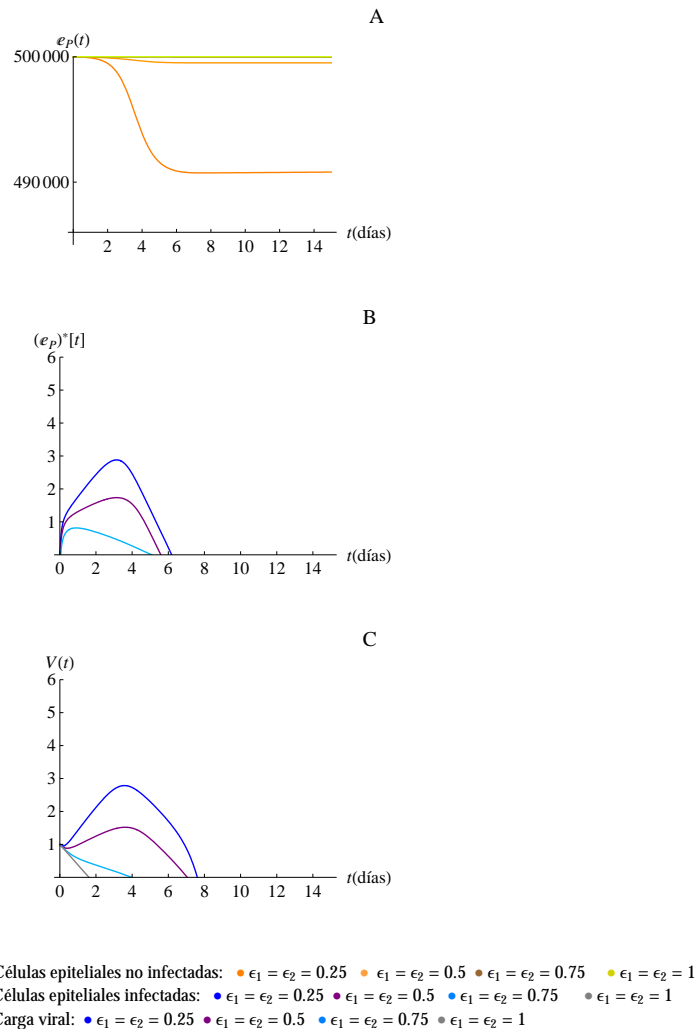 A
e_P(t)
500 000
490 000
2 4 6 8 10 12 14 t(días)
B
(e_P)*[t]
6
5
4
3
2
1
0 2 4 6 8 10 12 14 t(días)
C
V(t)
6
5
4
3
2
1
0 2 4 6 8 10 12 14 t(días)
Células epiteliales no infectadas: • ϵ₁ = ϵ₂ = 0.25 • ϵ₁ = ϵ₂ = 0.5 • ϵ₁ = ϵ₂ = 0.75 • ϵ₁ = ϵ₂ = 1
Células epiteliales infectadas: • ϵ₁ = ϵ₂ = 0.25 • ϵ₁ = ϵ₂ = 0.5 • ϵ₁ = ϵ₂ = 0.75 • ϵ₁ = ϵ₂ = 1
Carga viral: • ϵ₁ = ϵ₂ = 0.25 • ϵ₁ = ϵ₂ = 0.5 • ϵ₁ = ϵ₂ = 0.75 • ϵ₁ = ϵ₂ = 1